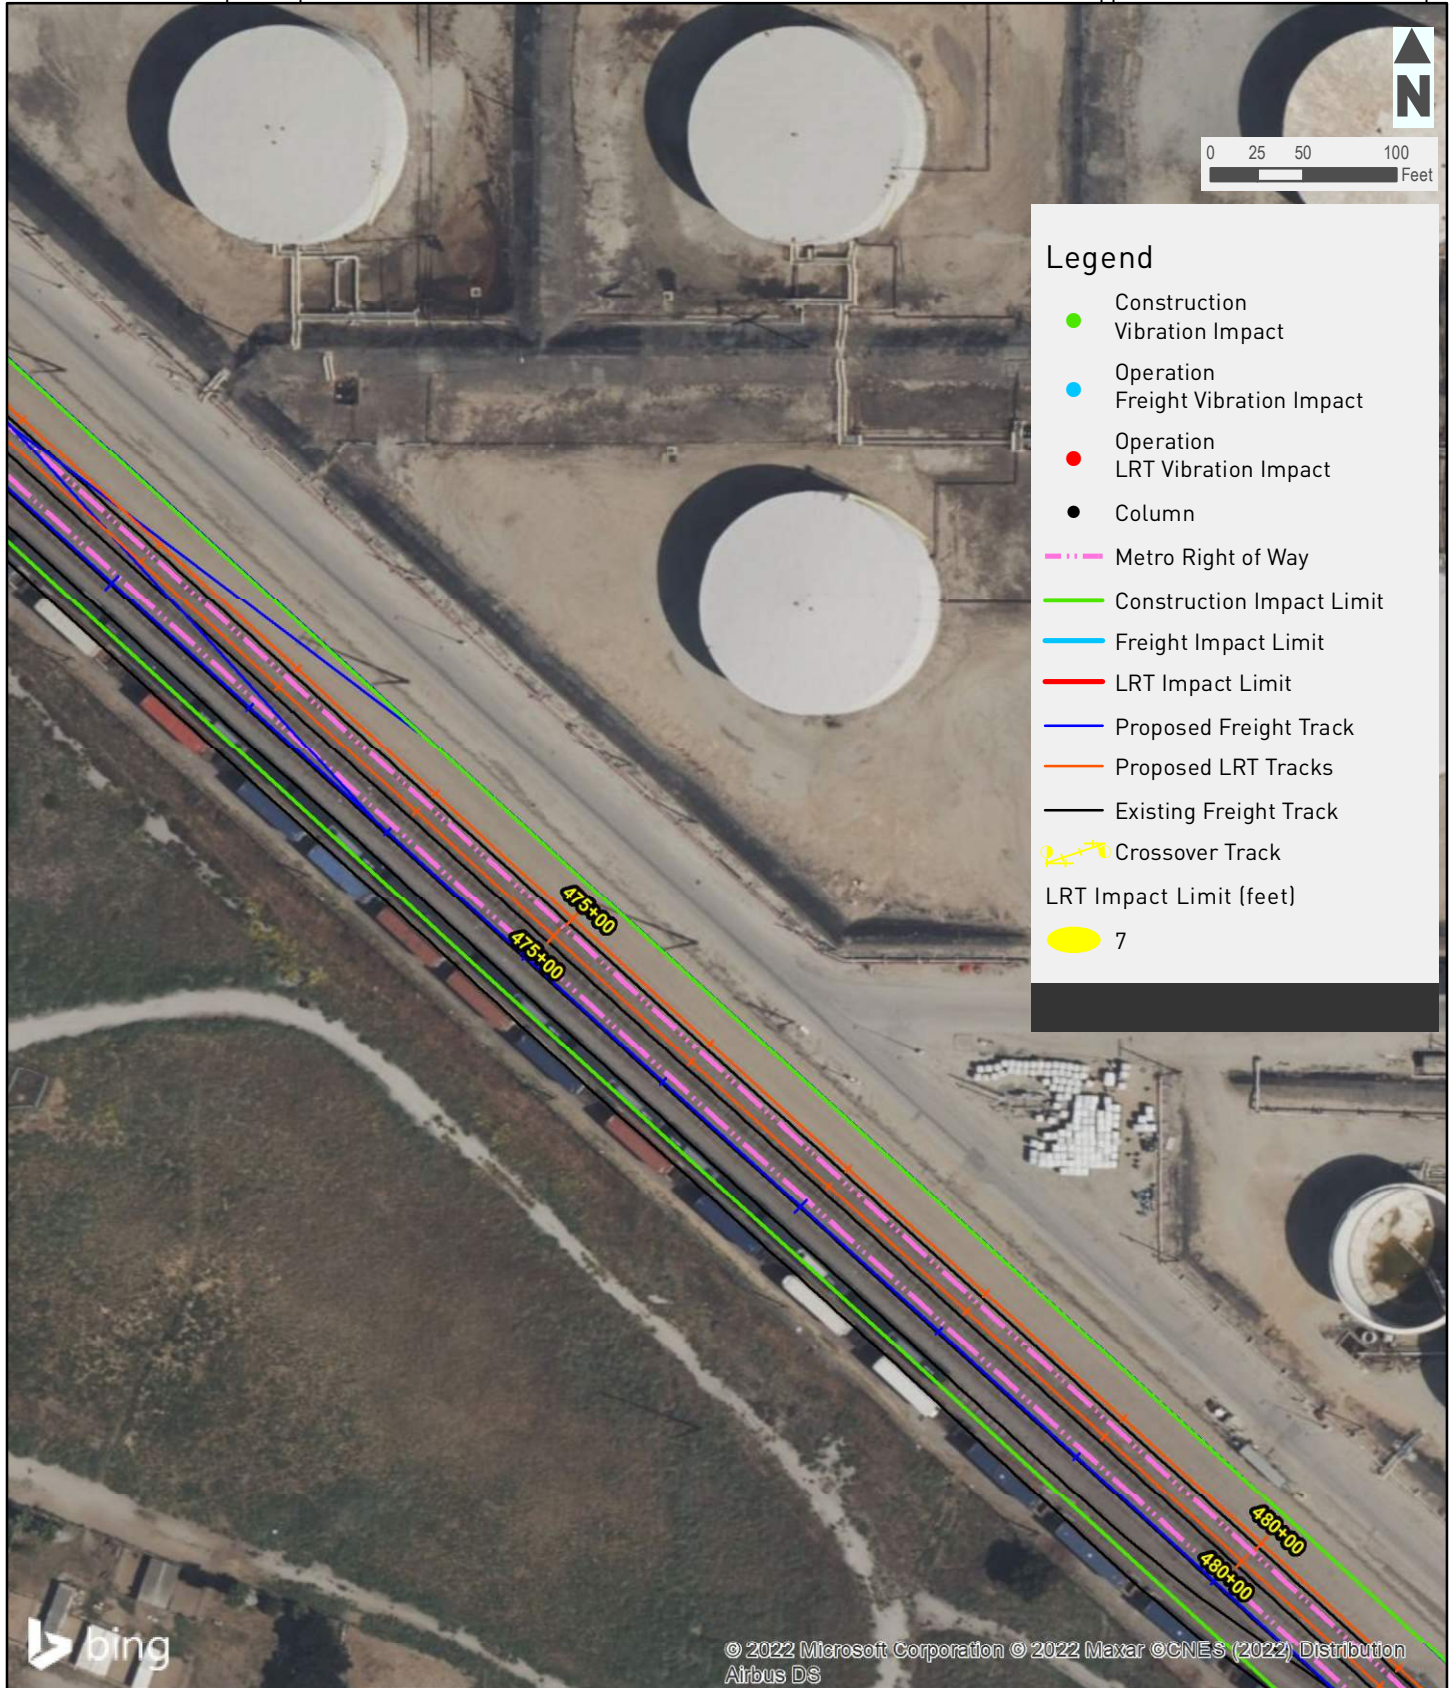 N
0 25 50 100
Feet
Legend
Construction
Vibration Impact
Operation
Freight Vibration Impact
Operation
LRT Vibration Impact
Column
Metro Right of Way
Construction Impact Limit
Freight Impact Limit
LRT Impact Limit
Proposed Freight Track
Proposed LRT Tracks
Existing Freight Track
Crossover Track
LRT Impact Limit (feet)
7
475+00
475+00
480+00
480+00
bing
© 2022 Microsoft Corporation © 2022 Maxar ©CNES (2022) Distribution
Airbus DS